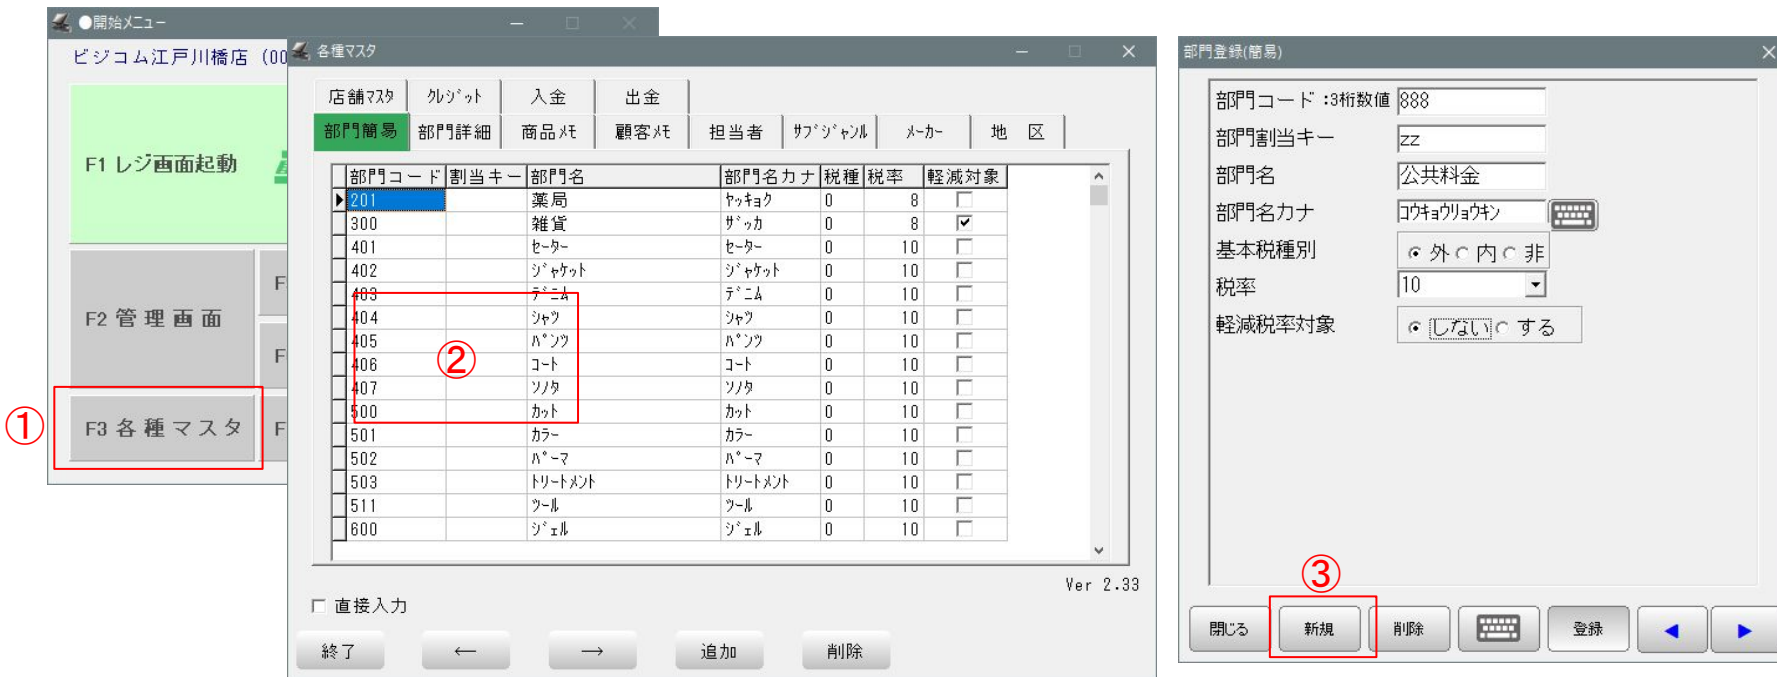 ●開始メニュー
ビジコム江戸川橋店 (00
F1 レジ画面起動
F2 管 理 画 面
F
F
①
F3 各 種 マ ス タ
F
各種マスタ
店舗マスタ クレジット 入金 出金
部門簡易 部門詳細 商品メモ 顧客メモ 担当者 サブジャンル メーカー 地 区
部門コード 割当キー 部門名 部門名カナ 税種 税率 軽減対象
201 薬局 ヤッキョク 0 8
300 雑貨 ザッカ 0 8
401 セーター セーター 0 10
402 ジャケット ジャケット 0 10
403 デニム デニム 0 10
404 シャツ シャツ 0 10
405 パンツ パンツ 0 10
406 コート コート 0 10
407 ソノタ ソノタ 0 10
500 カット カット 0 10
501 カラー カラー 0 10
502 パーマ パーマ 0 10
503 トリートメント トリートメント 0 10
511 ツール ツール 0 10
600 ジェル ジェル 0 10
②
Ver 2.33
直接入力
終了 ← → 追加 削除
部門登録(簡易)
部門コード:3桁数値 888
部門割当キー zz
部門名 公共料金
部門名カナ コウキョウリョウキン
基本税種別 外 内 非
税率 10
軽減税率対象 しない する
③
閉じる 新規 削除 登録